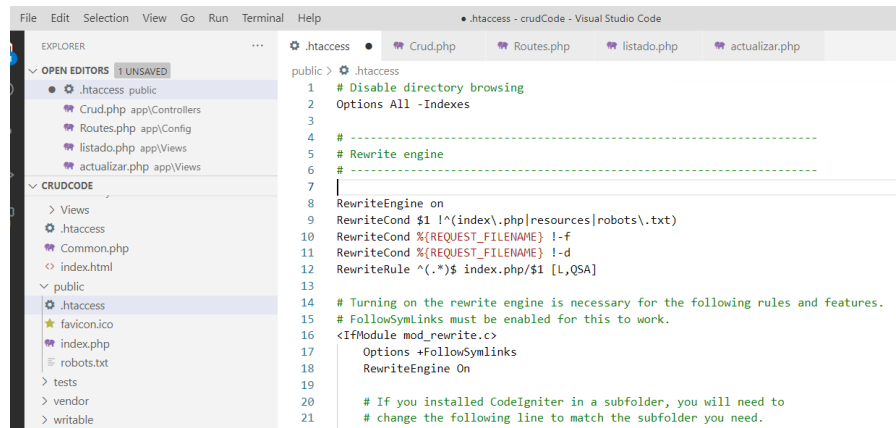 File Edit Selection View Go Run Terminal Help
● .htaccess - crudCode - Visual Studio Code
EXPLORER
...
OPEN EDITORS 1 UNSAVED
● .htaccess public
Crud.php app\Controllers
Routes.php app\Config
listado.php app\Views
actualizar.php app\Views
CRUDCODE
> Views
.htaccess
Common.php
<> index.html
public
.htaccess
favicon.ico
index.php
robots.txt
> tests
> vendor
> writable
.htaccess ● Crud.php Routes.php listado.php actualizar.php
public > .htaccess
1 # Disable directory browsing
2 Options All -Indexes
3
4 # ----------------------------------------------------------------------
5 # Rewrite engine
6 # ----------------------------------------------------------------------
7
8 RewriteEngine on
9 RewriteCond $1 !^(index\.php|resources|robots\.txt)
10 RewriteCond %{REQUEST_FILENAME} !-f
11 RewriteCond %{REQUEST_FILENAME} !-d
12 RewriteRule ^(.*)$ index.php/$1 [L,QSA]
13
14 # Turning on the rewrite engine is necessary for the following rules and features.
15 # FollowSymLinks must be enabled for this to work.
16 <IfModule mod_rewrite.c>
17 Options +FollowSymlinks
18 RewriteEngine On
19
20 # If you installed CodeIgniter in a subfolder, you will need to
21 # change the following line to match the subfolder you need.